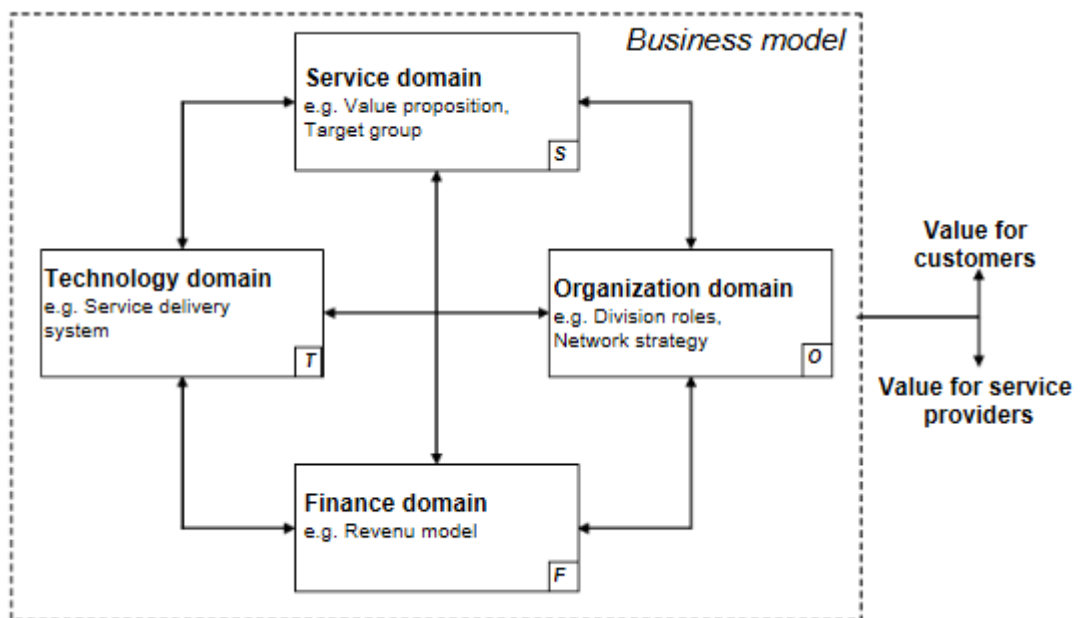 Business model
Service domain
e.g. Value proposition,
Target group
S
Technology domain
e.g. Service delivery
system
T
Organization domain
e.g. Division roles,
Network strategy
O
Value for
customers
Value for service
providers
Finance domain
e.g. Revenu model
F